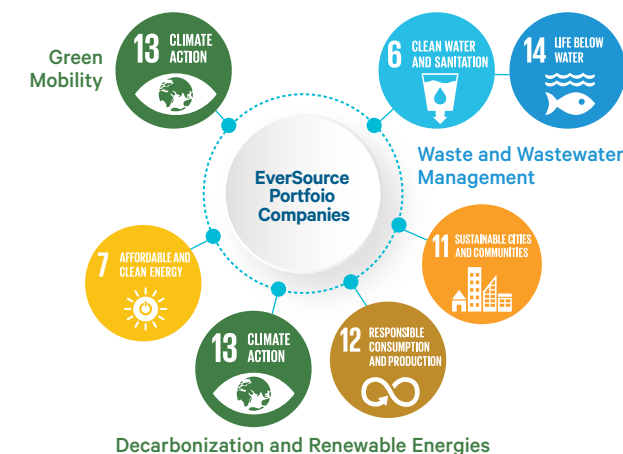 Green
Mobility
13 CLIMATE
ACTION
6 CLEAN WATER
AND SANITATION
14 LIFE BELOW
WATER
Waste and Wastewater
Management
EverSource
Portfoio
Companies
7 AFFORDABLE AND
CLEAN ENERGY
11 SUSTAINABLE CITIES
AND COMMUNITIES
13 CLIMATE
ACTION
12 RESPONSIBLE
CONSUMPTION
AND PRODUCTION
Decarbonization and Renewable Energies